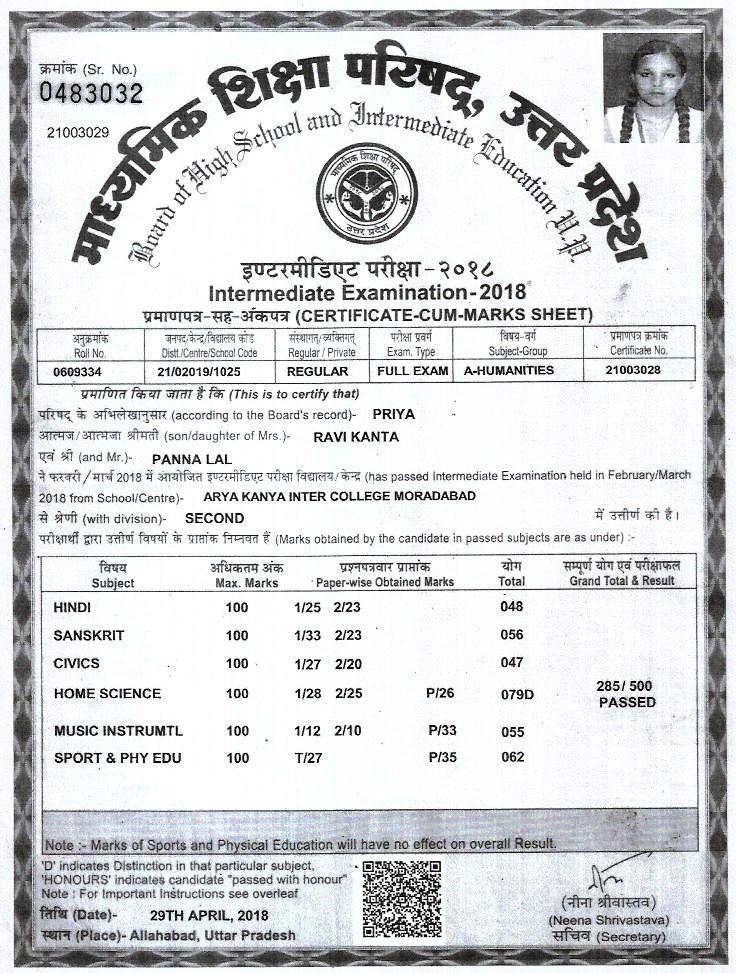 क्रमांक (Sr. No.)
0483032
21003029
माध्यमिक शिक्षा परिषद्, उत्तर प्रदेश
Board of High School and Intermediate Education U.P.
माध्यमिक शिक्षा परिषद्
उत्तर प्रदेश
इण्टरमीडिएट परीक्षा - २०१८
Intermediate Examination - 2018
प्रमाणपत्र-सह-अंकपत्र (CERTIFICATE-CUM-MARKS SHEET)
अनुक्रमांक जनपद/केन्द्र/विद्यालय कोड संस्थागत्/व्यक्तिगत् परीक्षा प्रवर्ग विषय-वर्ग प्रमाणपत्र क्रमांक
Roll No. Distt./Centre/School Code Regular / Private Exam. Type Subject-Group Certificate No.
0609334 21/02019/1025 REGULAR FULL EXAM A-HUMANITIES 21003028
प्रमाणित किया जाता है कि (This is to certify that)
परिषद् के अभिलेखानुसार (according to the Board's record)- PRIYA
आत्मज/आत्मजा श्रीमती (son/daughter of Mrs.)- RAVI KANTA
एवं श्री (and Mr.)- PANNA LAL
ने फरवरी/मार्च 2018 में आयोजित इण्टरमीडिएट परीक्षा विद्यालय/केन्द्र (has passed Intermediate Examination held in February/March
2018 from School/Centre)- ARYA KANYA INTER COLLEGE MORADABAD
से श्रेणी (with division)- SECOND में उत्तीर्ण की है।
परीक्षार्थी द्वारा उत्तीर्ण विषयों के प्राप्तांक निम्नवत हैं (Marks obtained by the candidate in passed subjects are as under) :-
विषय अधिकतम अंक प्रश्नपत्रवार प्राप्तांक योग सम्पूर्ण योग एवं परीक्षाफल
Subject Max. Marks Paper-wise Obtained Marks Total Grand Total & Result
HINDI 100 1/25 2/23 048
SANSKRIT 100 1/33 2/23 056
CIVICS 100 1/27 2/20 047
HOME SCIENCE 100 1/28 2/25 P/26 079D 285/ 500
PASSED
MUSIC INSTRUMTL 100 1/12 2/10 P/33 055
SPORT & PHY EDU 100 T/27 P/35 062
Note :- Marks of Sports and Physical Education will have no effect on overall Result.
'D' indicates Distinction in that particular subject,
'HONOURS' indicates candidate "passed with honour"
Note : For Important Instructions see overleaf
तिथि (Date)- 29TH APRIL, 2018
स्थान (Place)- Allahabad, Uttar Pradesh
(नीना श्रीवास्तव)
(Neena Shrivastava)
सचिव (Secretary)